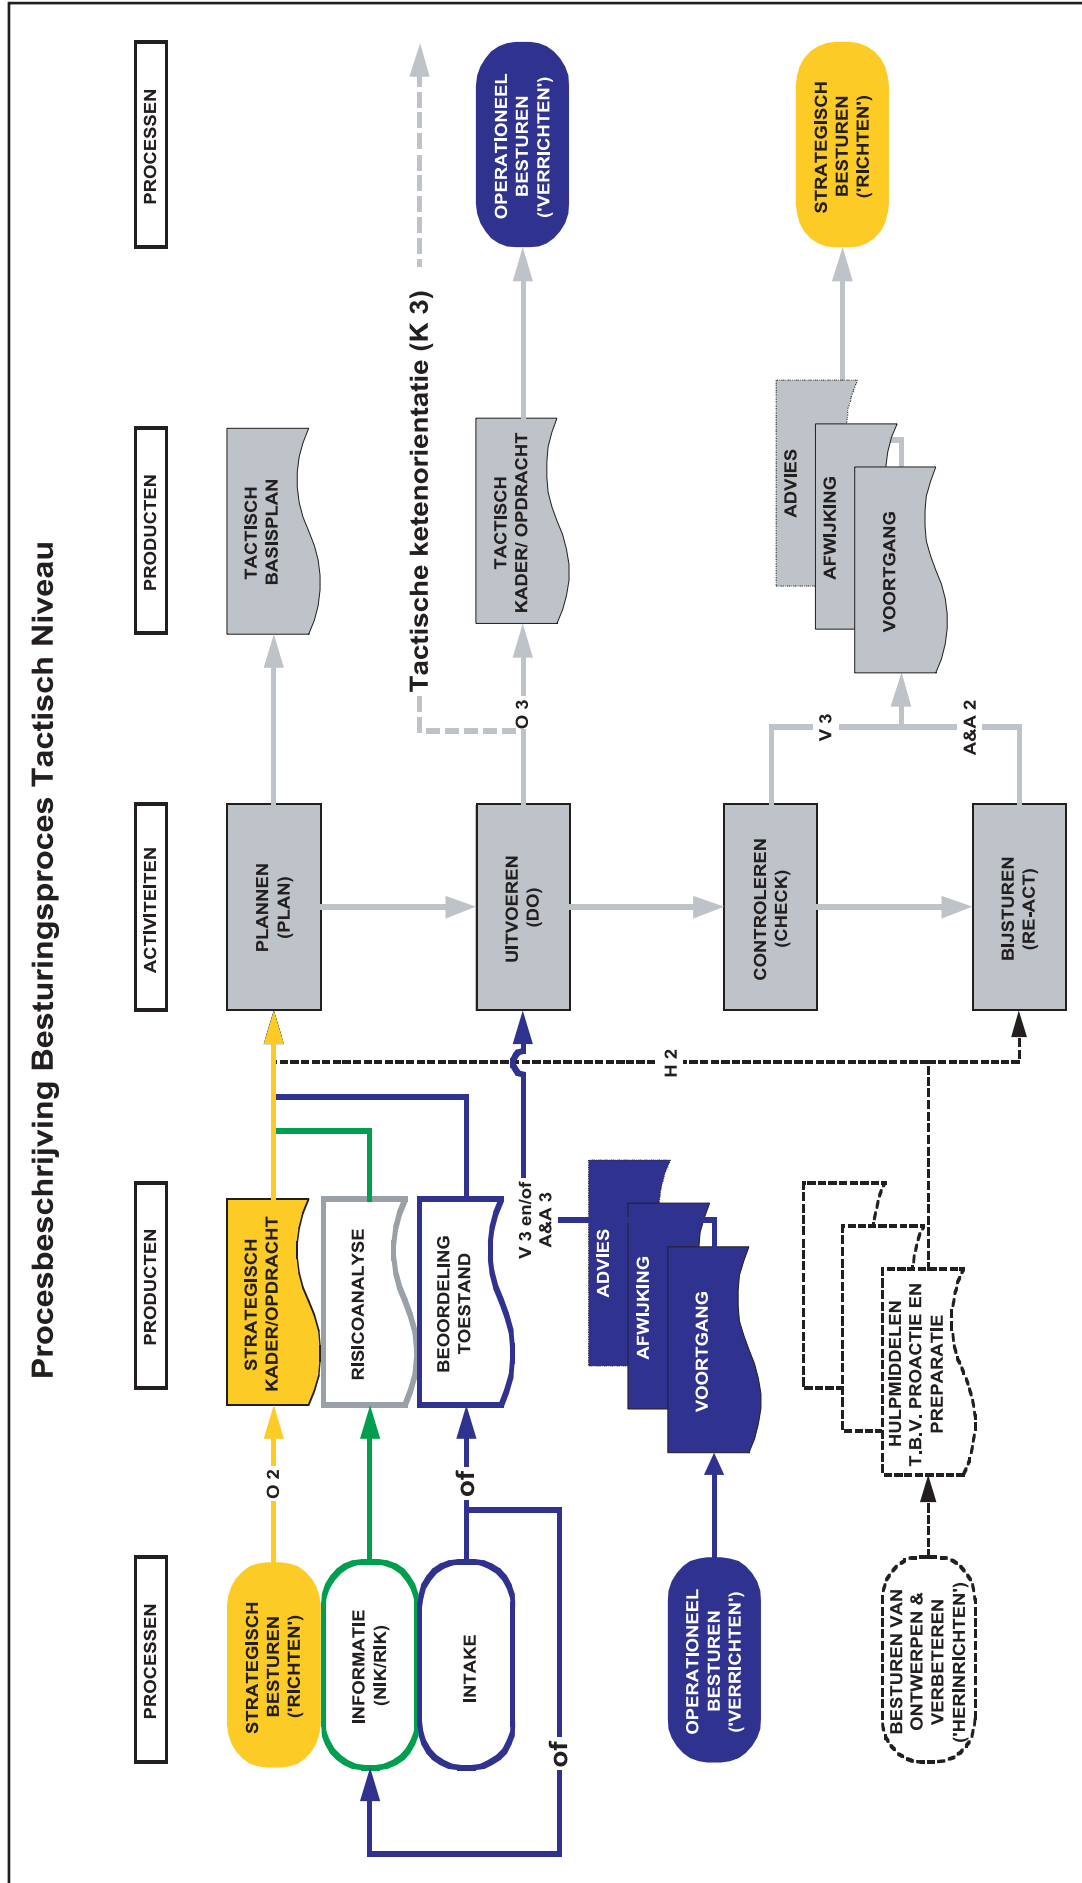 Procesbeschrijving Besturingsproces Tactisch Niveau
PROCESSEN
PRODUCTEN
ACTIVITEITEN
PRODUCTEN
PROCESSEN
STRATEGISCH
BESTUREN
('RICHTEN')
O 2
STRATEGISCH
KADER/OPDRACHT
PLANNEN
(PLAN)
TACTISCH
BASISPLAN
INFORMATIE
(NIK/RIK)
RISICOANALYSE
INTAKE
of
BEOORDELING
TOESTAND
of
Tactische ketenorientatie (K 3)
V 3 en/of
A&A 3
UITVOEREN
(DO)
O 3
TACTISCH
KADER/ OPDRACHT
OPERATIONEEL
BESTUREN
('VERRICHTEN')
OPERATIONEEL
BESTUREN
('VERRICHTEN')
ADVIES
AFWIJKING
VOORTGANG
H 2
CONTROLEREN
(CHECK)
V 3
ADVIES
AFWIJKING
VOORTGANG
STRATEGISCH
BESTUREN
('RICHTEN')
BESTUREN VAN
ONTWERPEN &
VERBETEREN
('HERINRICHTEN')
HULPMIDDELEN
T.B.V. PROACTIE EN
PREPARATIE
BIJSTUREN
(RE-ACT)
A&A 2